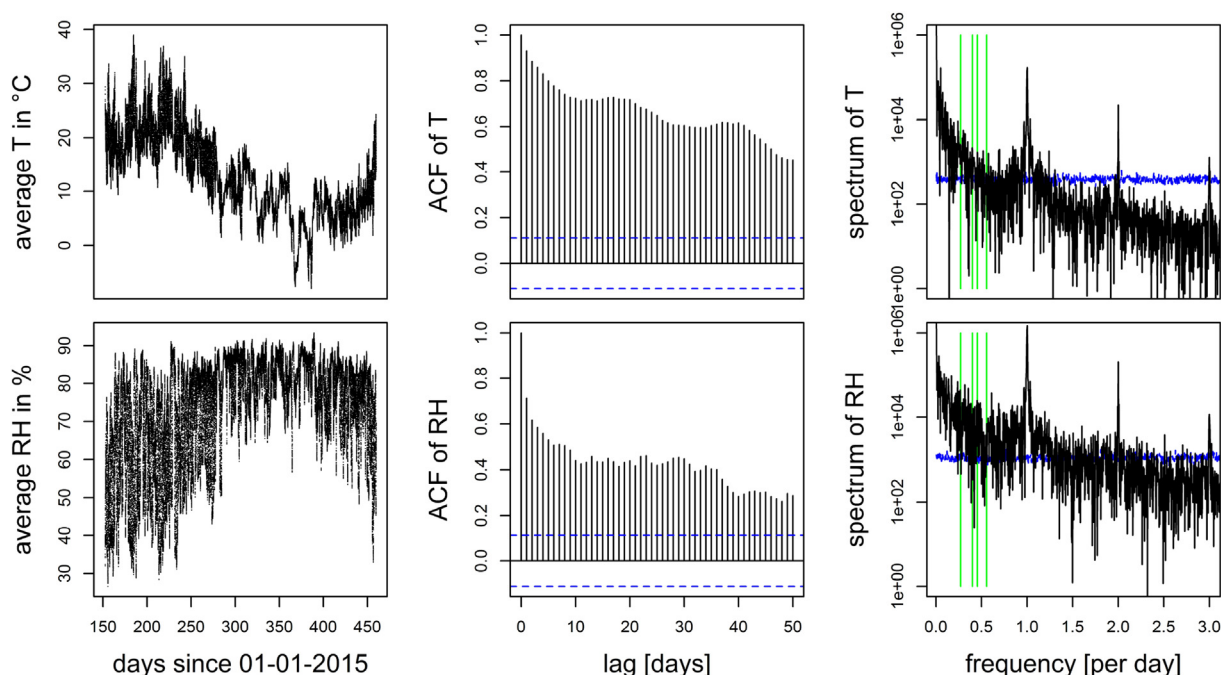 average T in °C
40
30
20
10
0
ACF of T
1.0
0.8
0.6
0.4
0.2
0.0
spectrum of T
1e+06
1e+04
1e+02
1e+00
average RH in %
90
80
70
60
50
40
30
150 200 250 300 350 400 450
days since 01-01-2015
ACF of RH
1.0
0.8
0.6
0.4
0.2
0.0
0 10 20 30 40 50
lag [days]
spectrum of RH
1e+06
1e+04
1e+02
1e+00
0.0 0.5 1.0 1.5 2.0 2.5 3.0
frequency [per day]